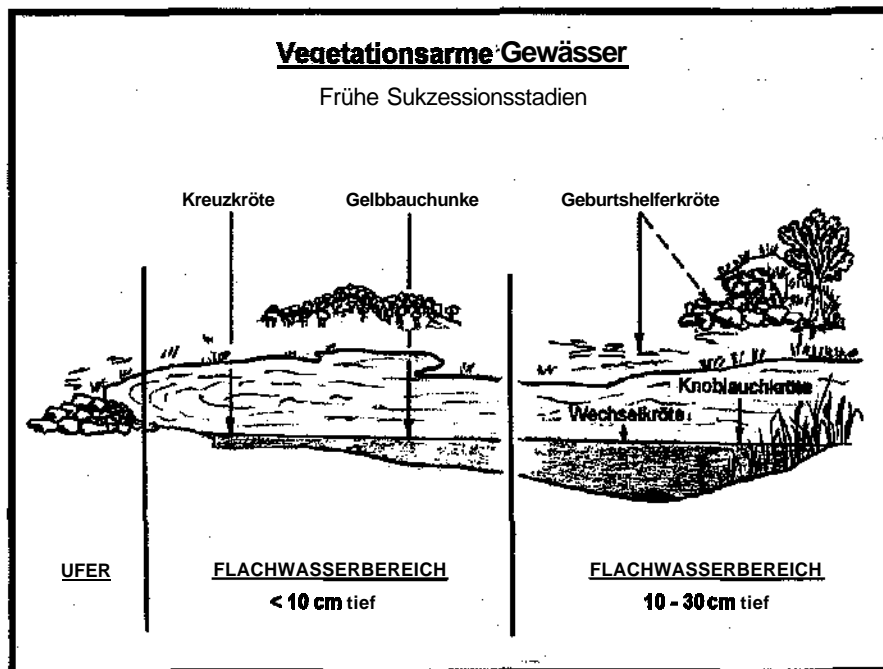 Vegetationsarme Gewässer
Frühe Sukzessionsstadien
Kreuzkröte Gelbbauchunke Geburtshelferkröte
Knoblauchkröte
Wechselkröte
UFER FLACHWASSERBEREICH FLACHWASSERBEREICH
< 10 cm tief 10 - 30 cm tief